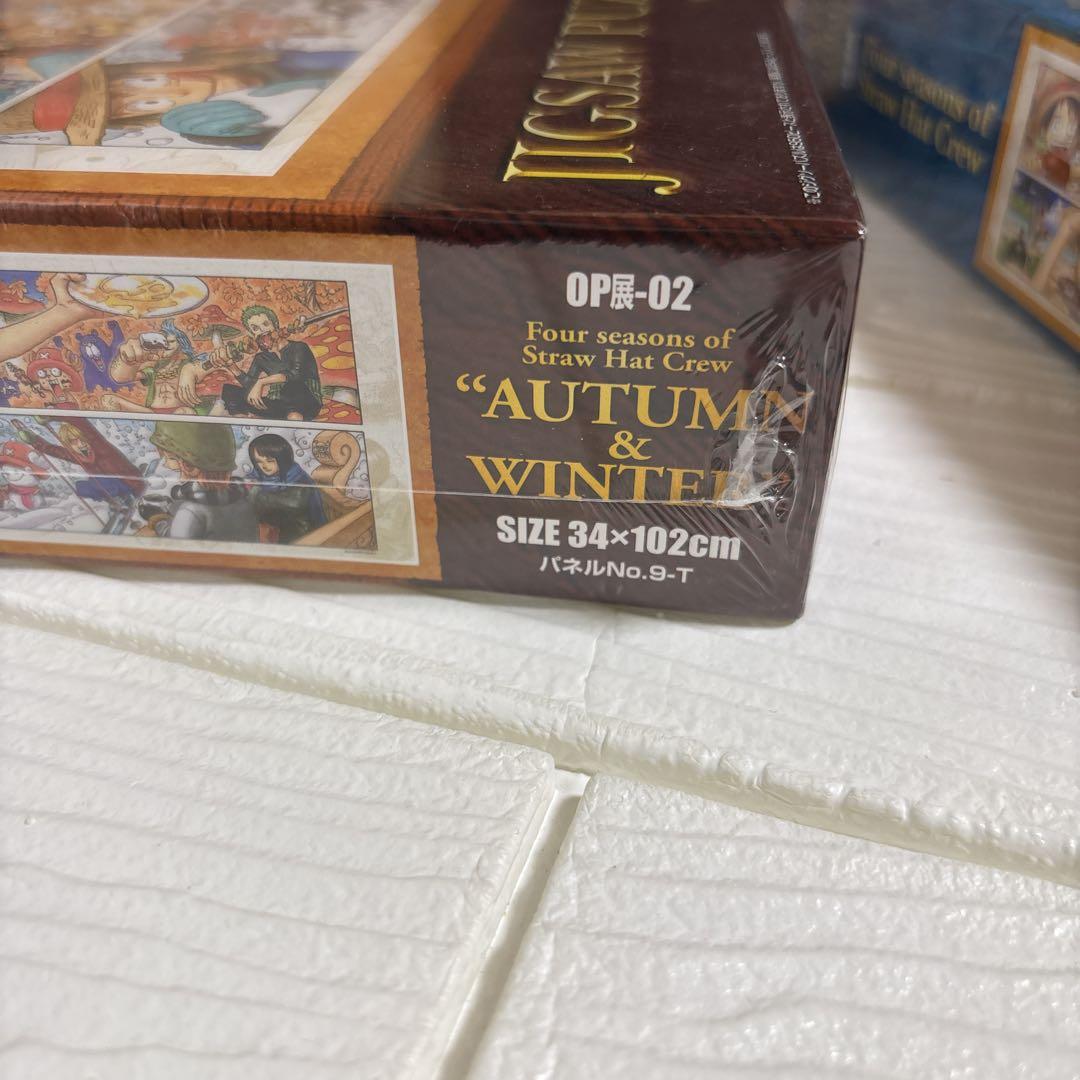 JIGSAW
OP展-02
Four seasons of
Straw Hat Crew
“AUTUMN
&
WINTER”
SIZE 34×102cm
パネルNo.9-T
Four seasons of
Straw Hat Crew